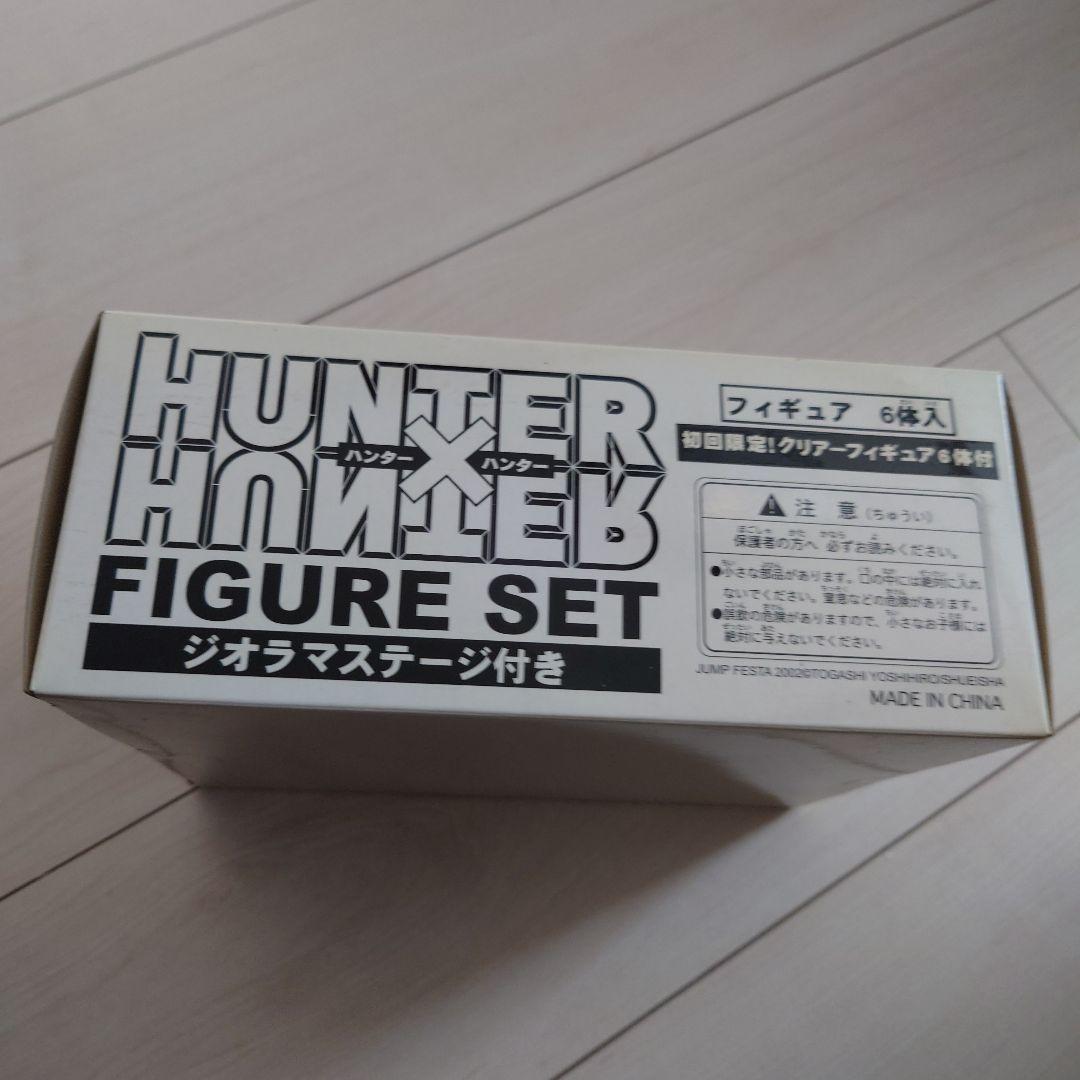 HUNTER
ハンター × ハンター
HUNTER
FIGURE SET
ジオラマステージ付き
フィギュア 6体入
初回限定!クリアーフィギュア6体付
⚠ 注 意 (ちゅうい)
保護者の方へ 必ずお読みください。
●小さな部品があります。口の中には絶対に入れ
ないでください。窒息などの危険があります。
●誤飲の危険がありますので、小さなお子様には
絶対に与えないでください。
JUMP FESTA 2002©TOGASHI YOSHIHIRO/SHUEISHA
MADE IN CHINA